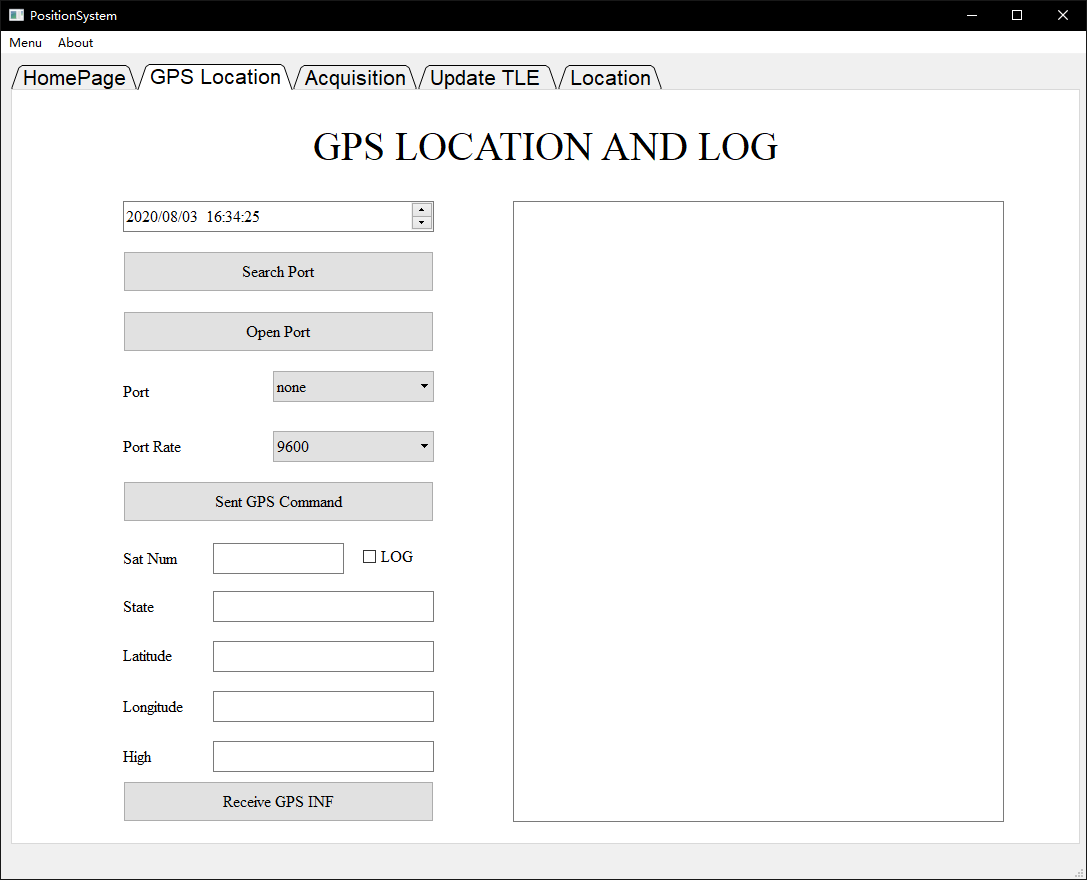 PositionSystem
Menu About
HomePage GPS Location Acquisition Update TLE Location
GPS LOCATION AND LOG
2020/08/03 16:34:25
Search Port
Open Port
Port none
Port Rate 9600
Sent GPS Command
Sat Num LOG
State
Latitude
Longitude
High
Receive GPS INF